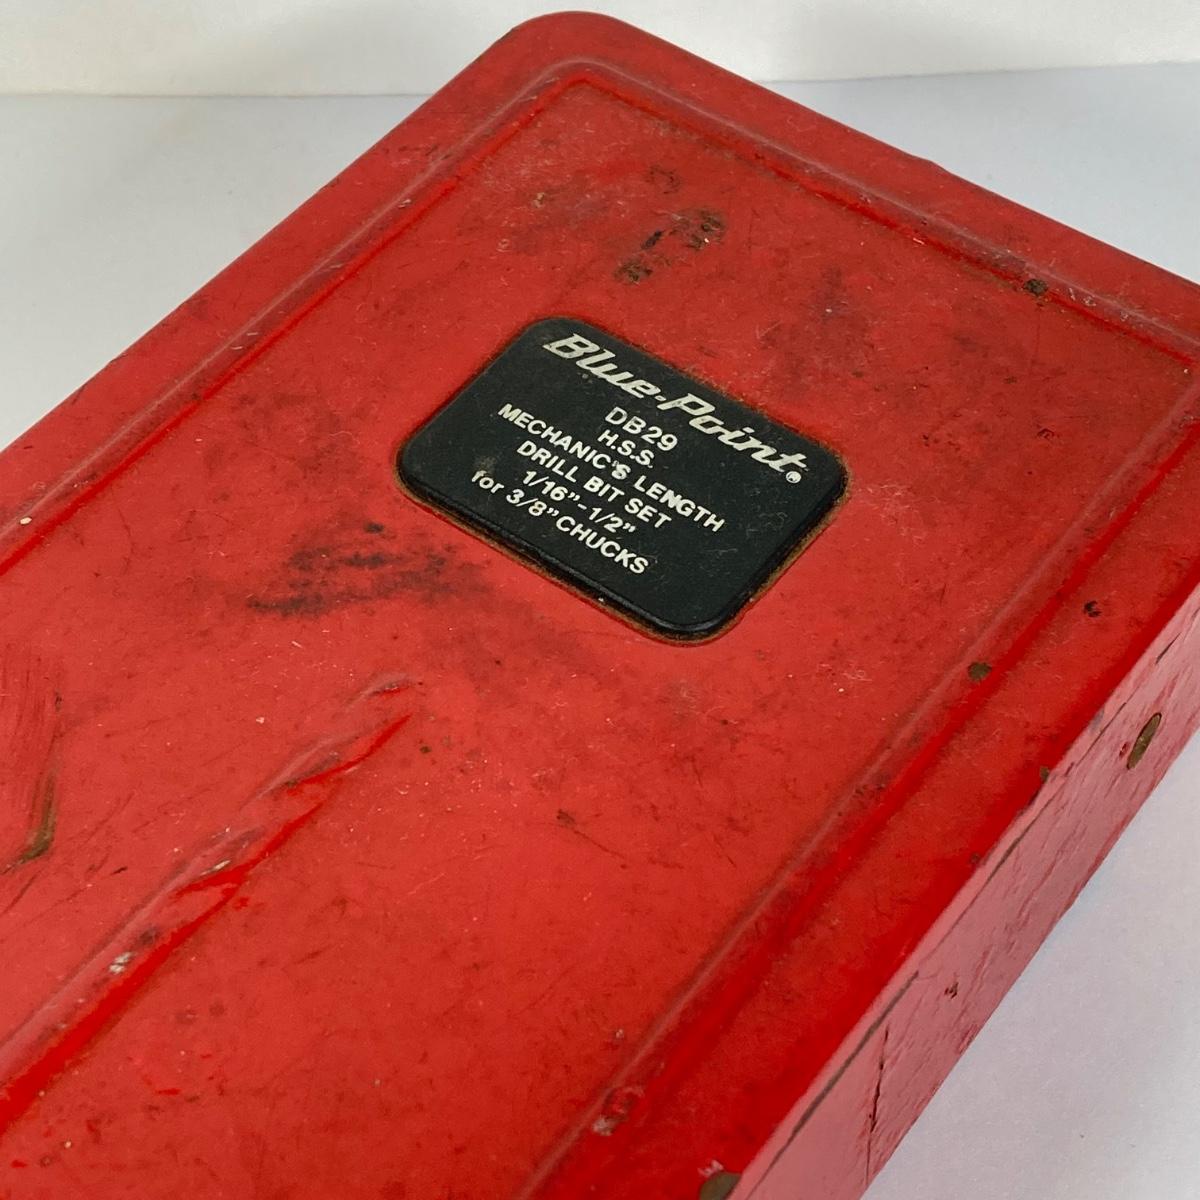 Blue-Point®
DB29
H.S.S.
MECHANIC'S LENGTH
DRILL BIT SET
1/16"-1/2"
for 3/8" CHUCKS